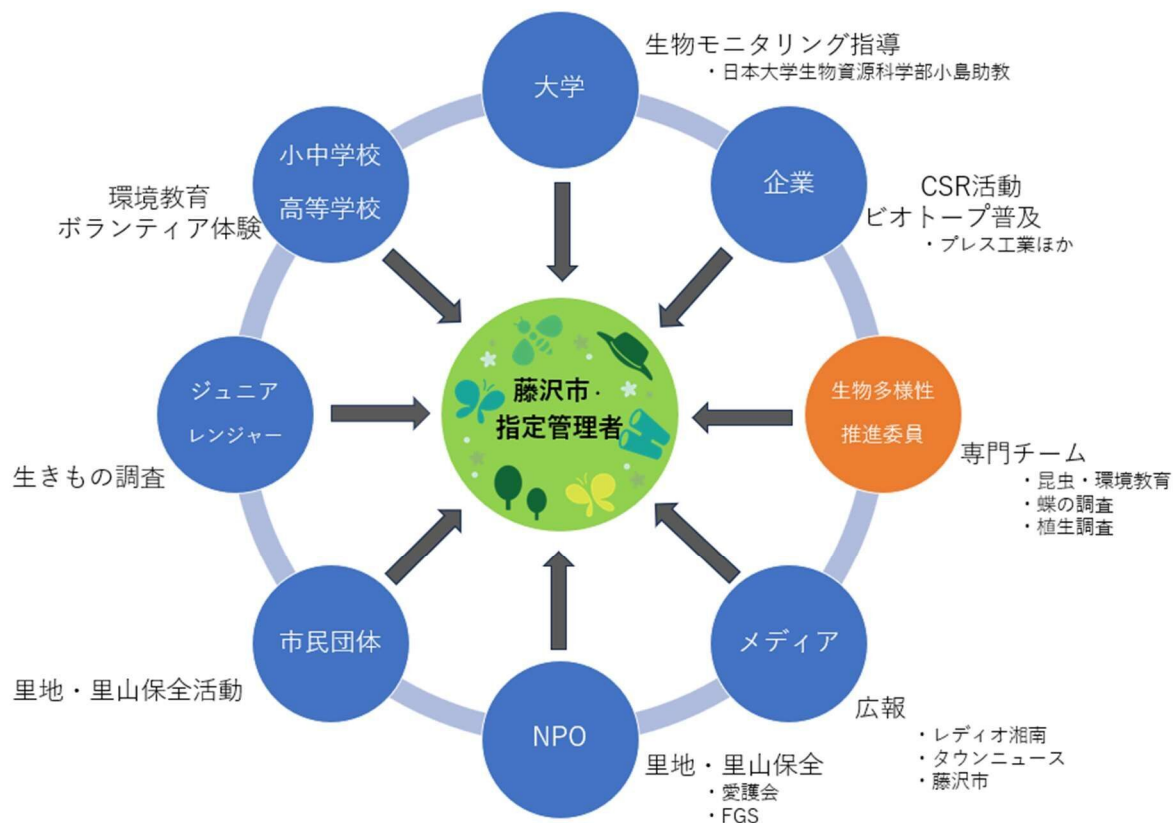 大学
生物モニタリング指導
・日本大学生物資源科学部小島助教
企業
CSR活動
ビオトープ普及
・プレス工業ほか
生物多様性
推進委員
専門チーム
・昆虫・環境教育
・蝶の調査
・植生調査
メディア
広報
・レディオ湘南
・タウンニュース
・藤沢市
NPO
里地・里山保全
・愛護会
・FGS
市民団体
里地・里山保全活動
ジュニア
レンジャー
生きもの調査
小中学校
高等学校
環境教育
ボランティア体験
藤沢市・
指定管理者